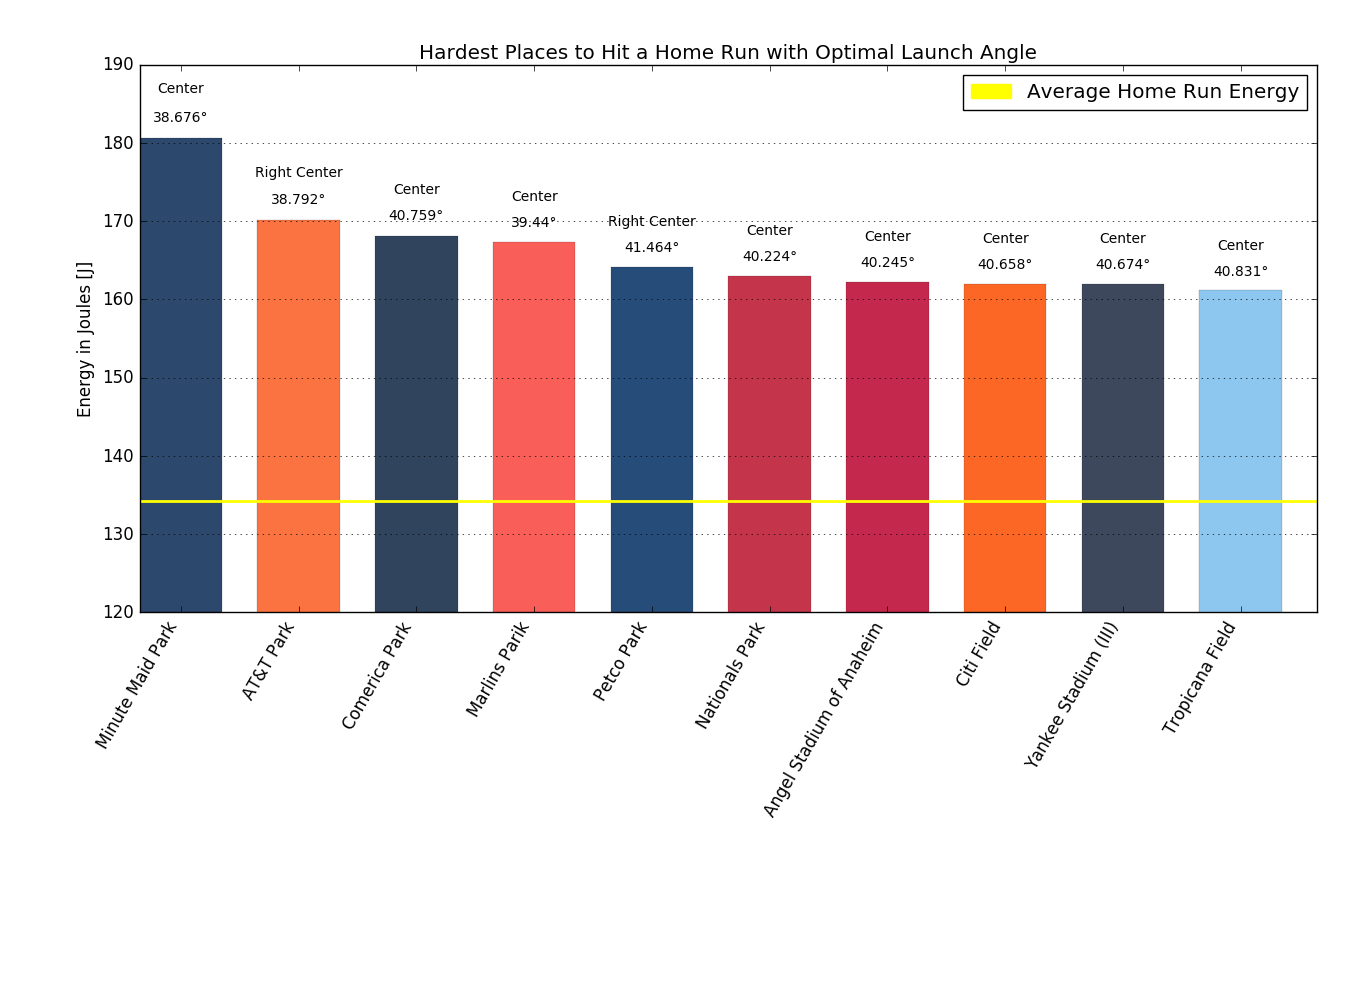 Hardest Places to Hit a Home Run with Optimal Launch Angle
Average Home Run Energy
Energy in Joules [J]
190
180
170
160
150
140
130
120
Center
38.676°
Right Center
38.792°
Center
40.759°
Center
39.44°
Right Center
41.464°
Center
40.224°
Center
40.245°
Center
40.658°
Center
40.674°
Center
40.831°
Minute Maid Park
AT&T Park
Comerica Park
Marlins Parik
Petco Park
Nationals Park
Angel Stadium of Anaheim
Citi Field
Yankee Stadium (III)
Tropicana Field